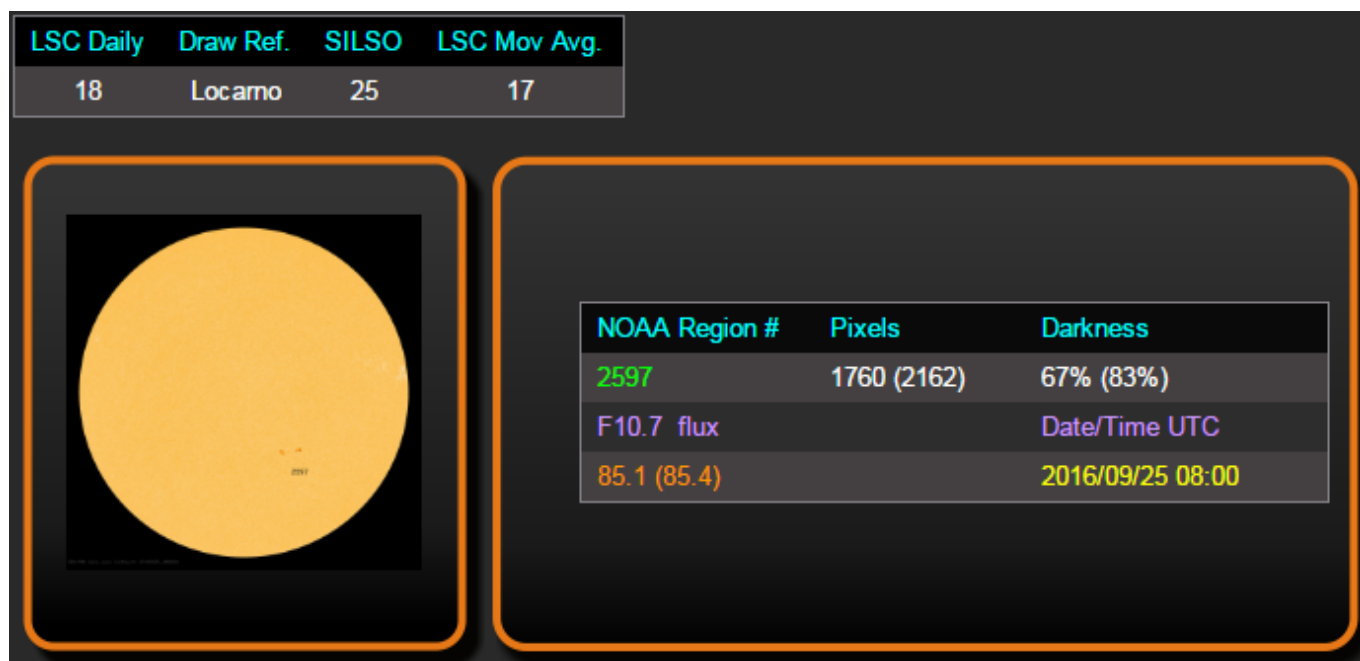 LSC Daily Draw Ref. SILSO LSC Mov Avg.
18 Locarno 25 17
2597
NOAA Region # Pixels Darkness
2597 1760 (2162) 67% (83%)
F10.7 flux Date/Time UTC
85.1 (85.4) 2016/09/25 08:00